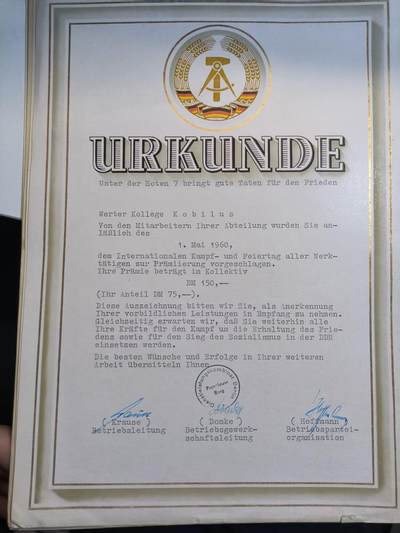 URKUNDE
Unter der Roten 7 bringt gute Taten für den Frieden
Werter Kollege Kobilus
Von den Mitarbeitern Ihrer Abteilung wurden Sie an-
läßlich des
1. Mai 1960,
dem Internationalen Kampf- und Feiertag aller Werk-
tätigen zur Prämiierung vorgeschlagen.
Ihre Prämie beträgt in Kollektiv
DM 150,--
(Ihr Anteil DM 75,--).
Diese Auszeichnung bitten wir Sie, als Anerkennung
Ihrer vorbildlichen Leistungen in Empfang zu nehmen.
Gleichzeitig erwarten wir, daß Sie weiterhin alle
Ihre Kräfte für den Kampf um die Erhaltung des Frie-
dens sowie für den Sieg des Sozialismus in der DDR
einsetzen werden.
Die besten Wünsche und Erfolge in Ihrer weiteren
Arbeit übermitteln Ihnen
Burg
( Krause ) ( Domke ) ( Hoffmann )
Betriebsleitung Betriebsgewerk- Betriebspartei-
schaftsleitung organisation